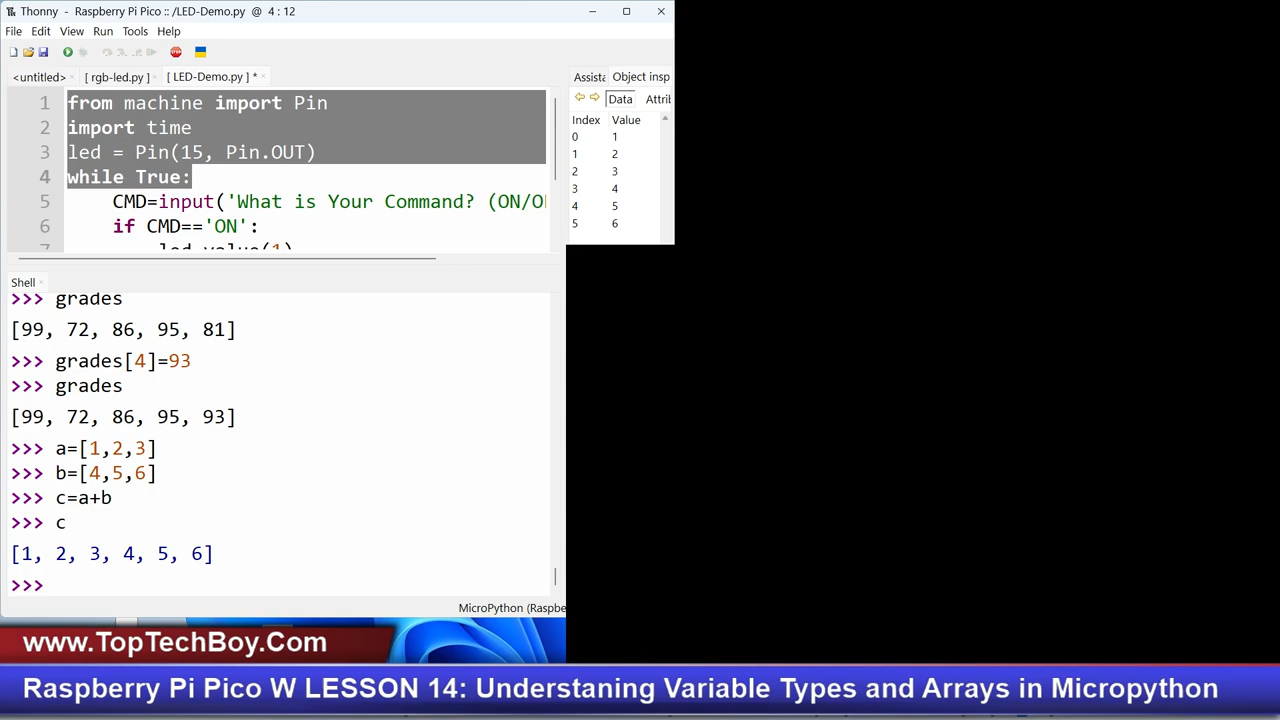 Thonny - Raspberry Pi Pico :: /LED-Demo.py @ 4 : 12
File Edit View Run Tools Help
<untitled> [ rgb-led.py ] [ LED-Demo.py ] *
1 from machine import Pin
2 import time
3 led = Pin(15, Pin.OUT)
4 while True:
5 CMD=input('What is Your Command? (ON/O
6 if CMD=='ON':
7 led.value(1)
Assista Object insp
Data Attri
Index Value
0 1
1 2
2 3
3 4
4 5
5 6
Shell
>>> grades
[99, 72, 86, 95, 81]
>>> grades[4]=93
>>> grades
[99, 72, 86, 95, 93]
>>> a=[1,2,3]
>>> b=[4,5,6]
>>> c=a+b
>>> c
[1, 2, 3, 4, 5, 6]
>>>
MicroPython (Raspbe
www.TopTechBoy.Com
Raspberry Pi Pico W LESSON 14: Understaning Variable Types and Arrays in Micropython